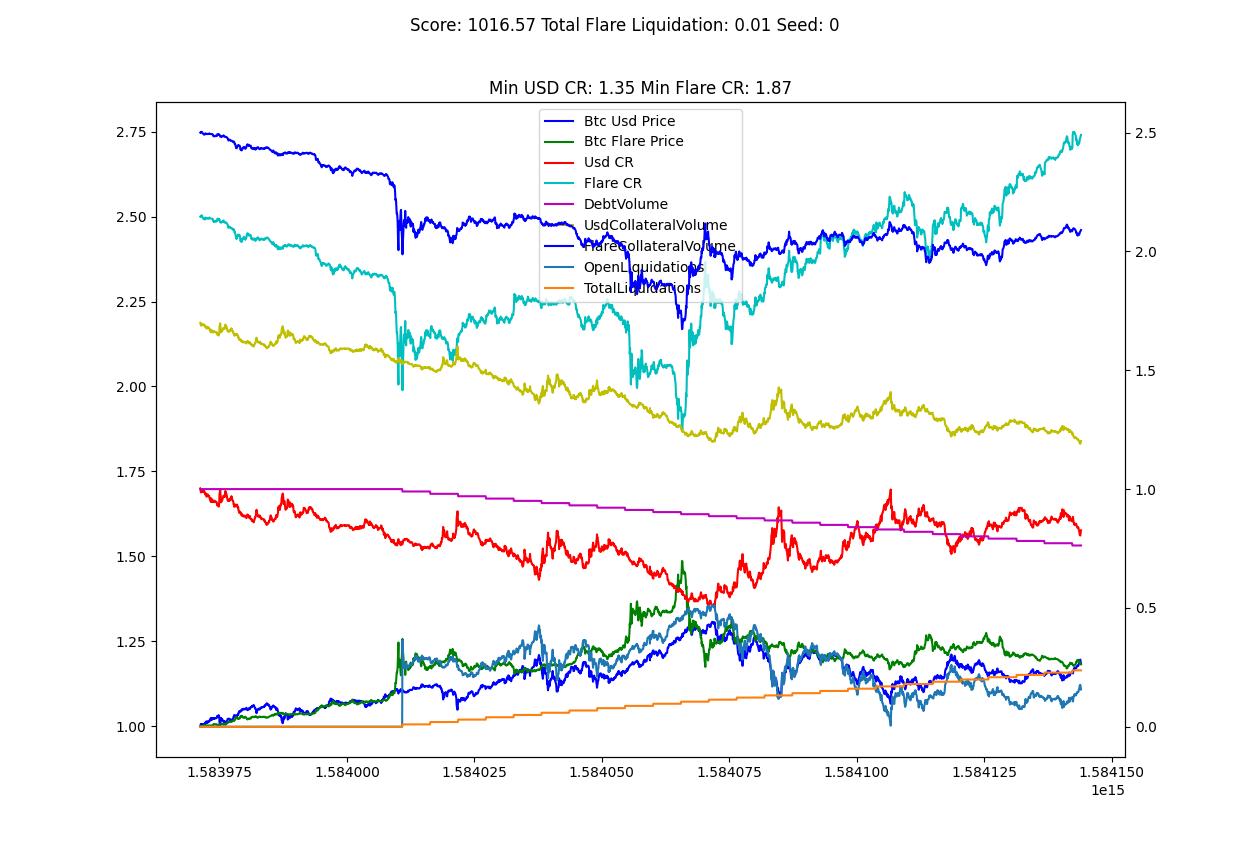 Score: 1016.57 Total Flare Liquidation: 0.01 Seed: 0
Min USD CR: 1.35 Min Flare CR: 1.87
Btc Usd Price
Btc Flare Price
Usd CR
Flare CR
DebtVolume
UsdCollateralVolume
FlareCollateralVolume
OpenLiquidations
TotalLiquidations
2.75
2.50
2.25
2.00
1.75
1.50
1.25
1.00
2.5
2.0
1.5
1.0
0.5
0.0
1.583975 1.584000 1.584025 1.584050 1.584075 1.584100 1.584125 1.584150
1e15